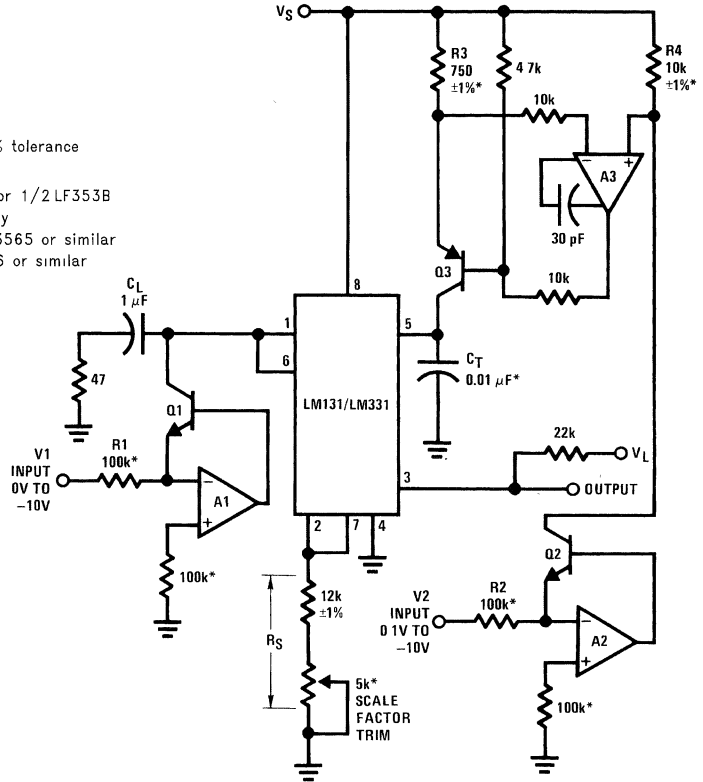 VS
R3
750
±1%*
4 7k
R4
10k
±1%*
10k
tolerance
−
+
A3
or 1/2 LF353B
30 pF
Q3
10k
CL
1 µF
8
1
6
5
CT
0.01 µF*
47
LM131/LM331
Q1
V1
INPUT
0V TO
−10V
R1
100k*
−
A1
+
22k
VL
3
OUTPUT
2
7
4
100k*
Q2
RS
12k
±1%
V2
INPUT
0 1V TO
−10V
R2
100k*
−
A2
+
5k*
SCALE
FACTOR
TRIM
100k*
or similar
or similar